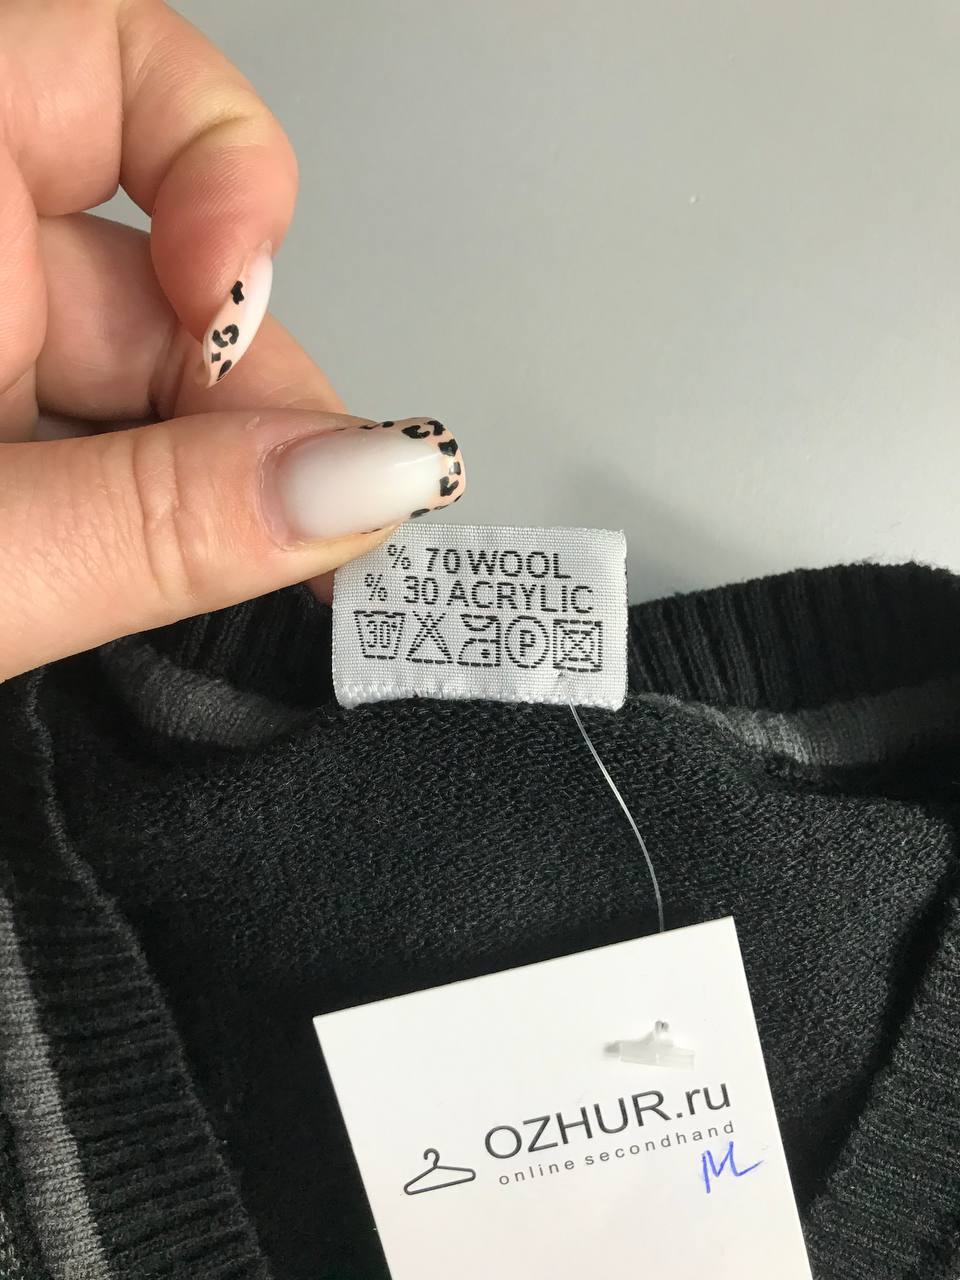 % 70 WOOL
% 30 ACRYLIC
30° P
OZHUR.ru
online secondhand
M